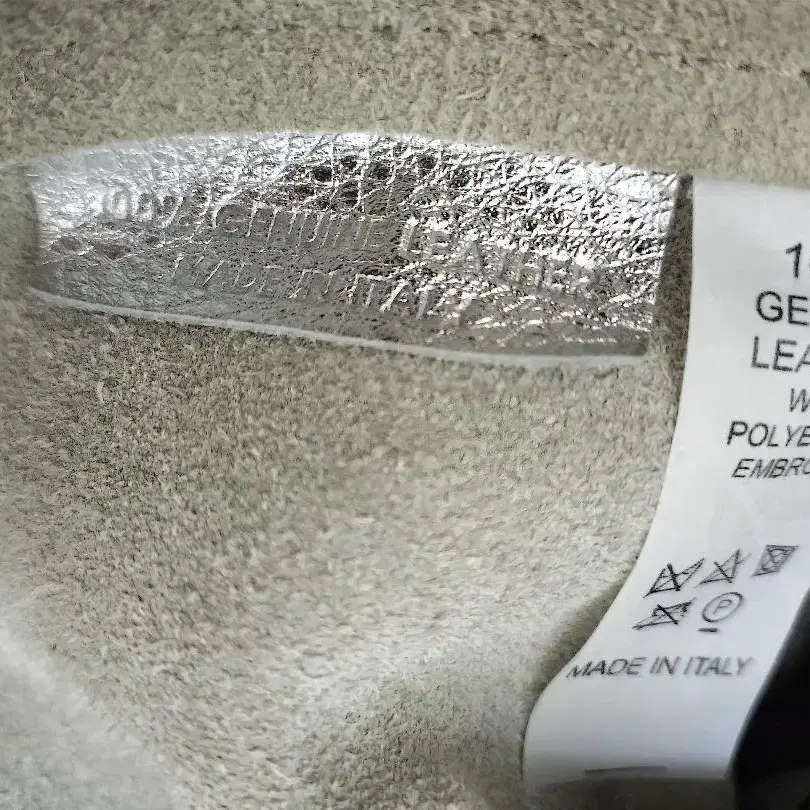 100% GENUINE LEATHER
MADE IN ITALY
GE
LEA
W
POLYE
EMBRO
P
MADE IN ITALY